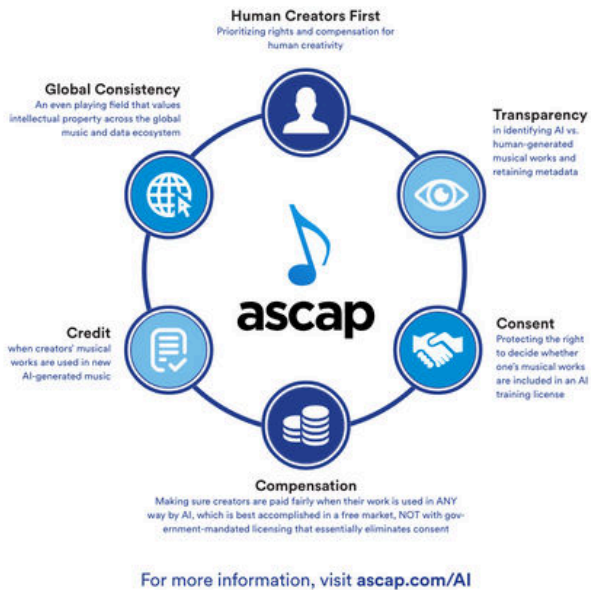 Human Creators First
Prioritizing rights and compensation for
human creativity
Global Consistency
An even playing field that values
intellectual property across the global
music and data ecosystem
Transparency
in identifying AI vs.
human-generated
musical works and
retaining metadata
ascap
Credit
when creators' musical
works are used in new
AI-generated music
Consent
Protecting the right
to decide whether
one's musical works
are included in an AI
training license
Compensation
Making sure creators are paid fairly when their work is used in ANY
way by AI, which is best accomplished in a free market, NOT with gov-
ernment-mandated licensing that essentially eliminates consent
For more information, visit ascap.com/AI